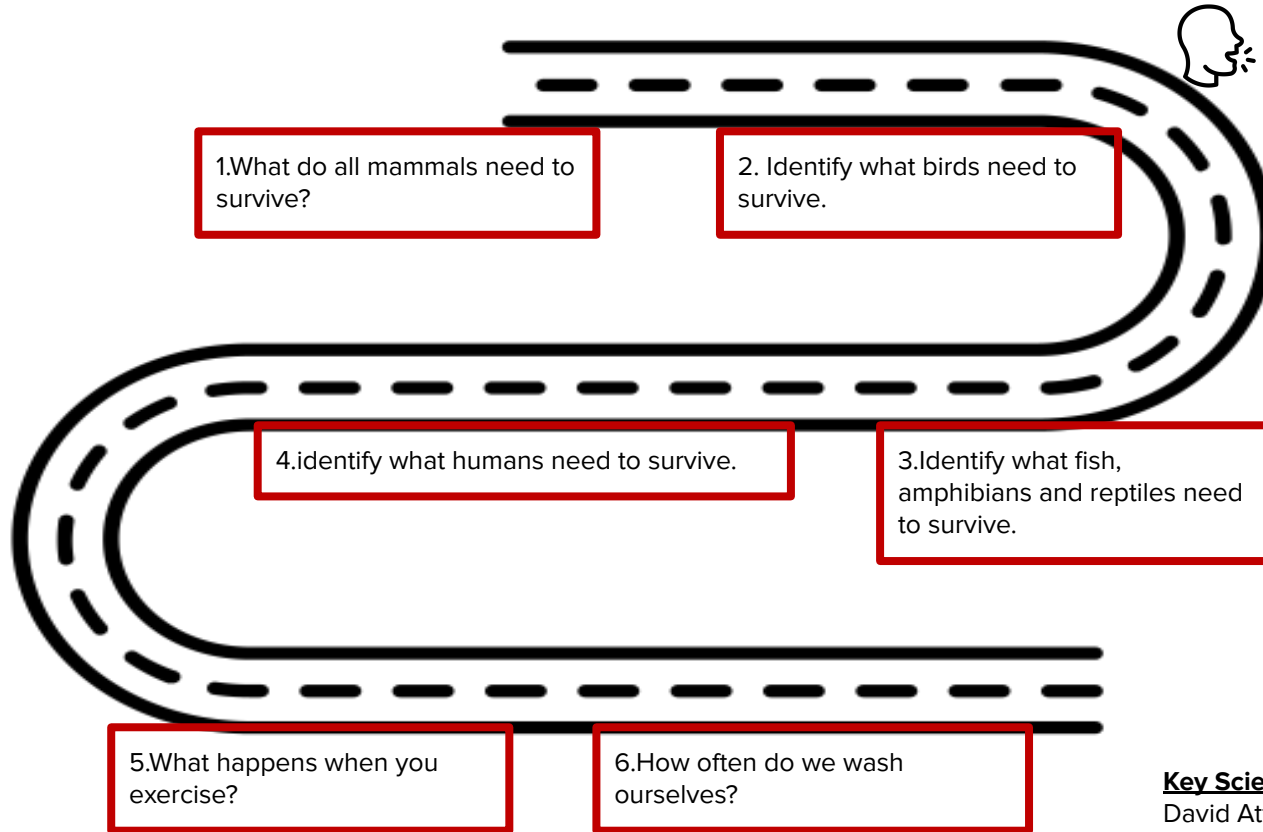 1.What do all mammals need to
survive?
2. Identify what birds need to
survive.
3.Identify what fish,
amphibians and reptiles need
to survive.
4.identify what humans need to survive.
5.What happens when you
exercise?
6.How often do we wash
ourselves?
Key
David